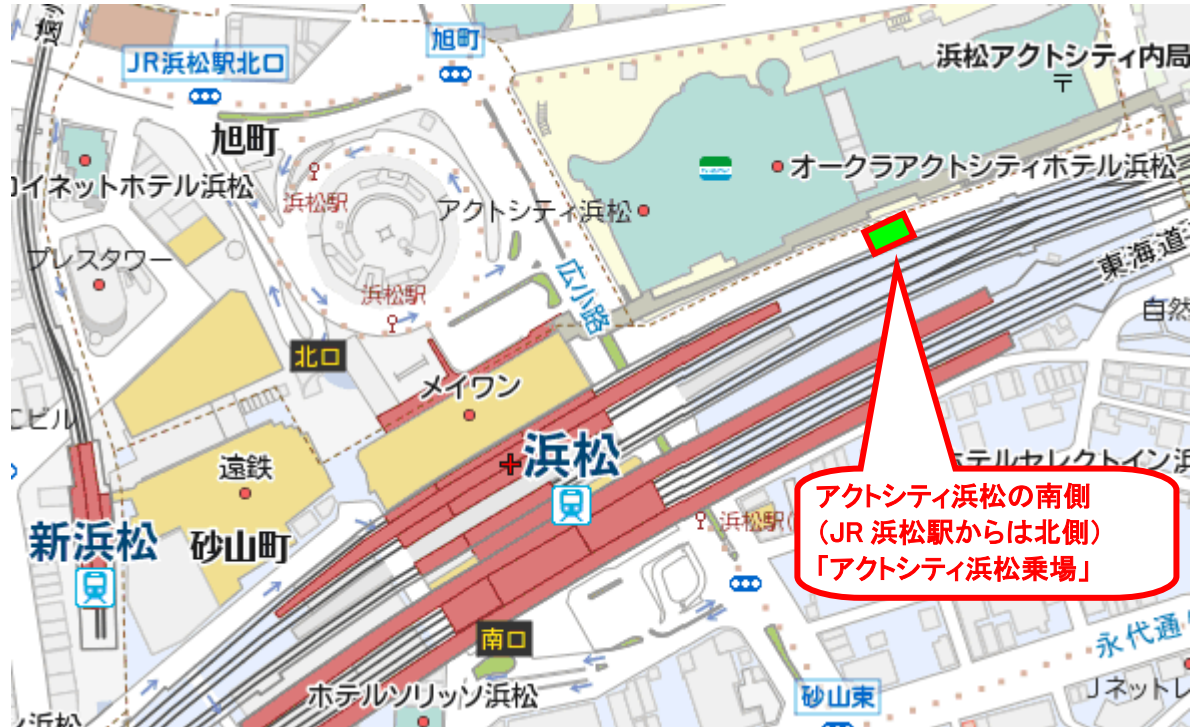 遠
旭町
JR浜松駅北口
浜松アクトシティ内局
〒
旭町
オークラアクトシティホテル浜松
イネットホテル浜松
浜松駅
アクトシティ浜松
プレスタワー
広小路
東海道
浜松駅
自然
北口
メイワン
Cビル
遠鉄
浜松
テルセレクトイン浜
アクトシティ浜松の南側
（JR 浜松駅からは北側）
「アクトシティ浜松乗場」
浜松駅(
新浜松
砂山町
南口
永代通
ホテルソリッソ浜松
砂山東
Jネットレ
浜松